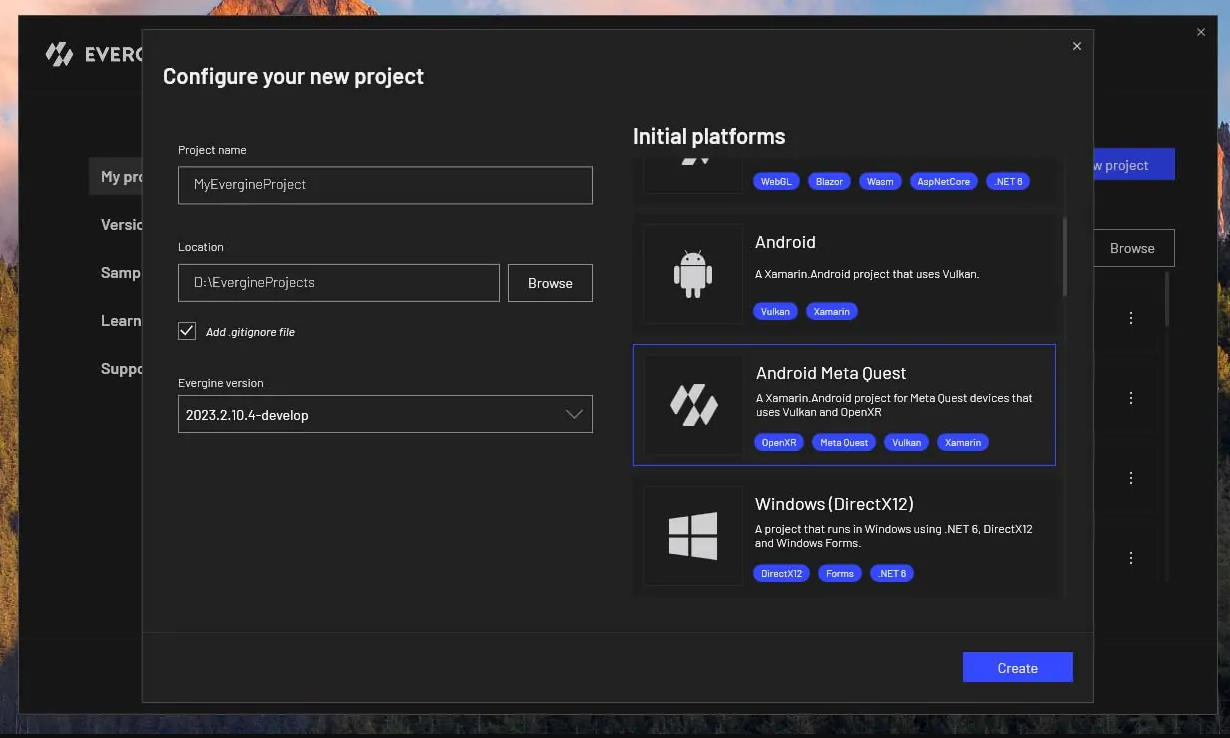 EVERG
Configure your new project
Project name
MyEvergineProject
Location
D:\EvergineProjects
Browse
Add .gitignore file
Evergine version
2023.2.10.4-develop
Initial platforms
WebGL Blazor Wasm AspNetCore .NET 6
Android
A Xamarin.Android project that uses Vulkan.
Vulkan Xamarin
Android Meta Quest
A Xamarin.Android project for Meta Quest devices that
uses Vulkan and OpenXR
OpenXR Meta Quest Vulkan Xamarin
Windows (DirectX12)
A project that runs in Windows using .NET 6, DirectX12
and Windows Forms.
DirectX12 Forms .NET 6
Create
My pro
Versio
Samp
Learn
Suppo
w project
Browse